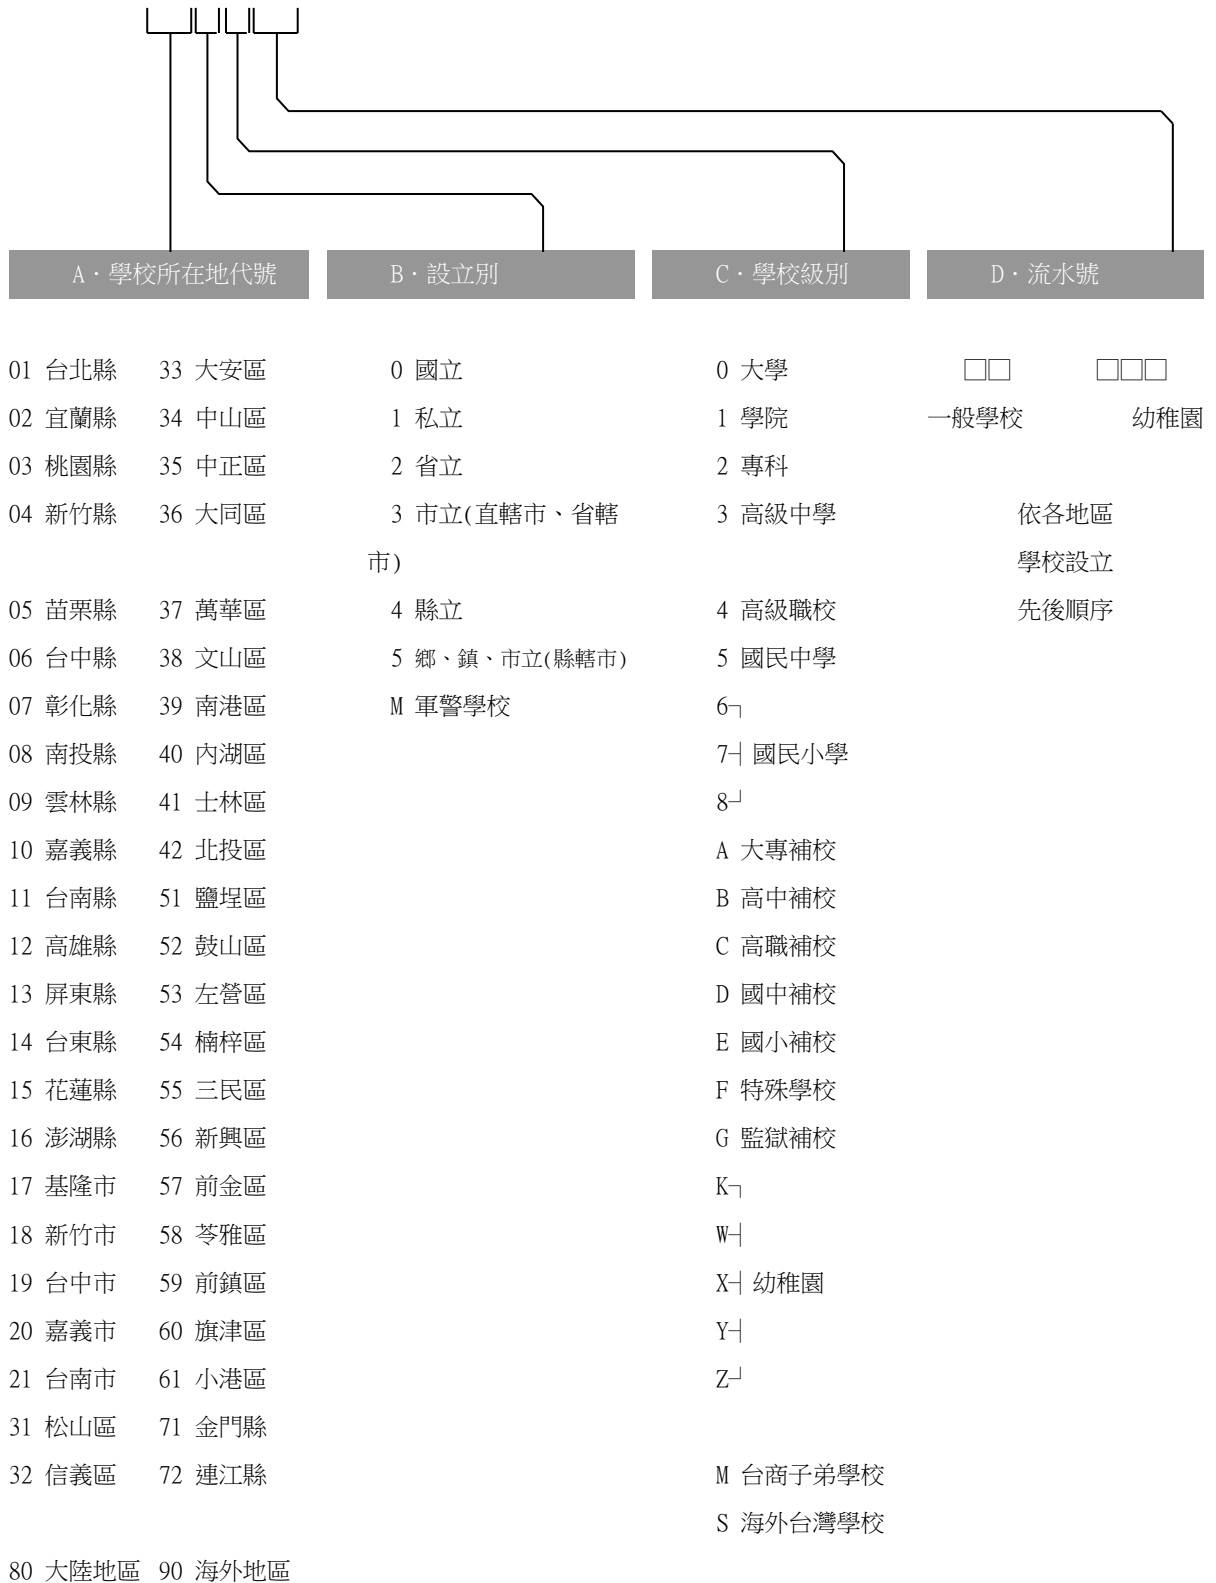 A．學校所在地代號 B．設立別 C．學校級別 D．流水號
01 台北縣 33 大安區 0 國立 0 大學 □□ □□□
02 宜蘭縣 34 中山區 1 私立 1 學院 一般學校 幼稚園
03 桃園縣 35 中正區 2 省立 2 專科
04 新竹縣 36 大同區 3 市立(直轄市、省轄 3 高級中學 依各地區
市) 學校設立
05 苗栗縣 37 萬華區 4 縣立 4 高級職校 先後順序
06 台中縣 38 文山區 5 鄉、鎮、市立(縣轄市) 5 國民中學
07 彰化縣 39 南港區 M 軍警學校 6┐
08 南投縣 40 內湖區 7┤國民小學
09 雲林縣 41 士林區 8┘
10 嘉義縣 42 北投區 A 大專補校
11 台南縣 51 鹽埕區 B 高中補校
12 高雄縣 52 鼓山區 C 高職補校
13 屏東縣 53 左營區 D 國中補校
14 台東縣 54 楠梓區 E 國小補校
15 花蓮縣 55 三民區 F 特殊學校
16 澎湖縣 56 新興區 G 監獄補校
17 基隆市 57 前金區 K┐
18 新竹市 58 苓雅區 W┤
19 台中市 59 前鎮區 X┤幼稚園
20 嘉義市 60 旗津區 Y┤
21 台南市 61 小港區 Z┘
31 松山區 71 金門縣
32 信義區 72 連江縣 M 台商子弟學校
S 海外台灣學校
80 大陸地區 90 海外地區